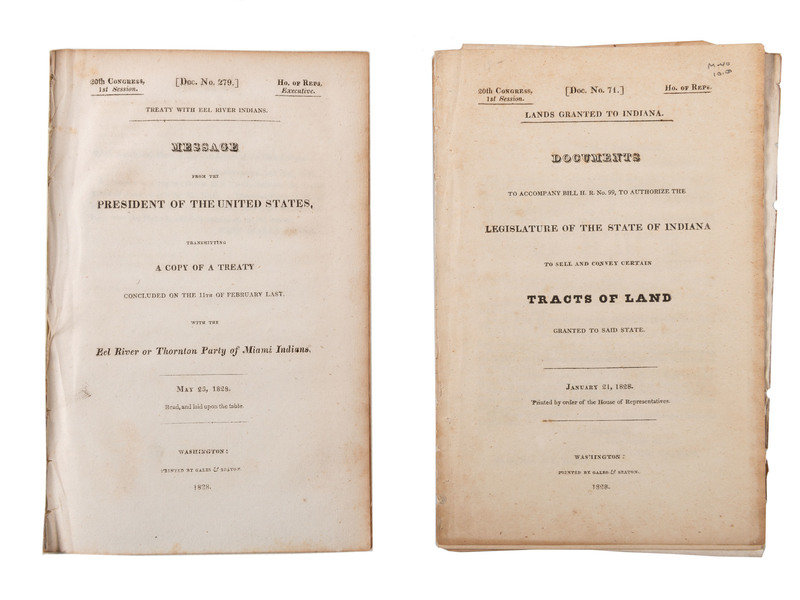 20th Congress,
1st Session.
[Doc. No. 279.]
Ho. of Reps.
Executive.
TREATY WITH EEL RIVER INDIANS.
MESSAGE
FROM THE
PRESIDENT OF THE UNITED STATES,
TRANSMITTING
A COPY OF A TREATY
CONCLUDED ON THE 11TH OF FEBRUARY LAST,
WITH THE
Eel River or Thornton Party of Miami Indians.
May 23, 1828.
Read, and laid upon the table.
WASHINGTON:
PRINTED BY GALES & SEATON.
1828.
20th Congress,
1st Session.
[Doc. No. 71.]
Ho. of Reps.
LANDS GRANTED TO INDIANA.
DOCUMENTS
TO ACCOMPANY BILL H. R. No. 99, TO AUTHORIZE THE
LEGISLATURE OF THE STATE OF INDIANA
TO SELL AND CONVEY CERTAIN
TRACTS OF LAND
GRANTED TO SAID STATE.
January 21, 1828.
Printed by order of the House of Representatives.
WASHINGTON:
PRINTED BY GALES & SEATON.
1828.